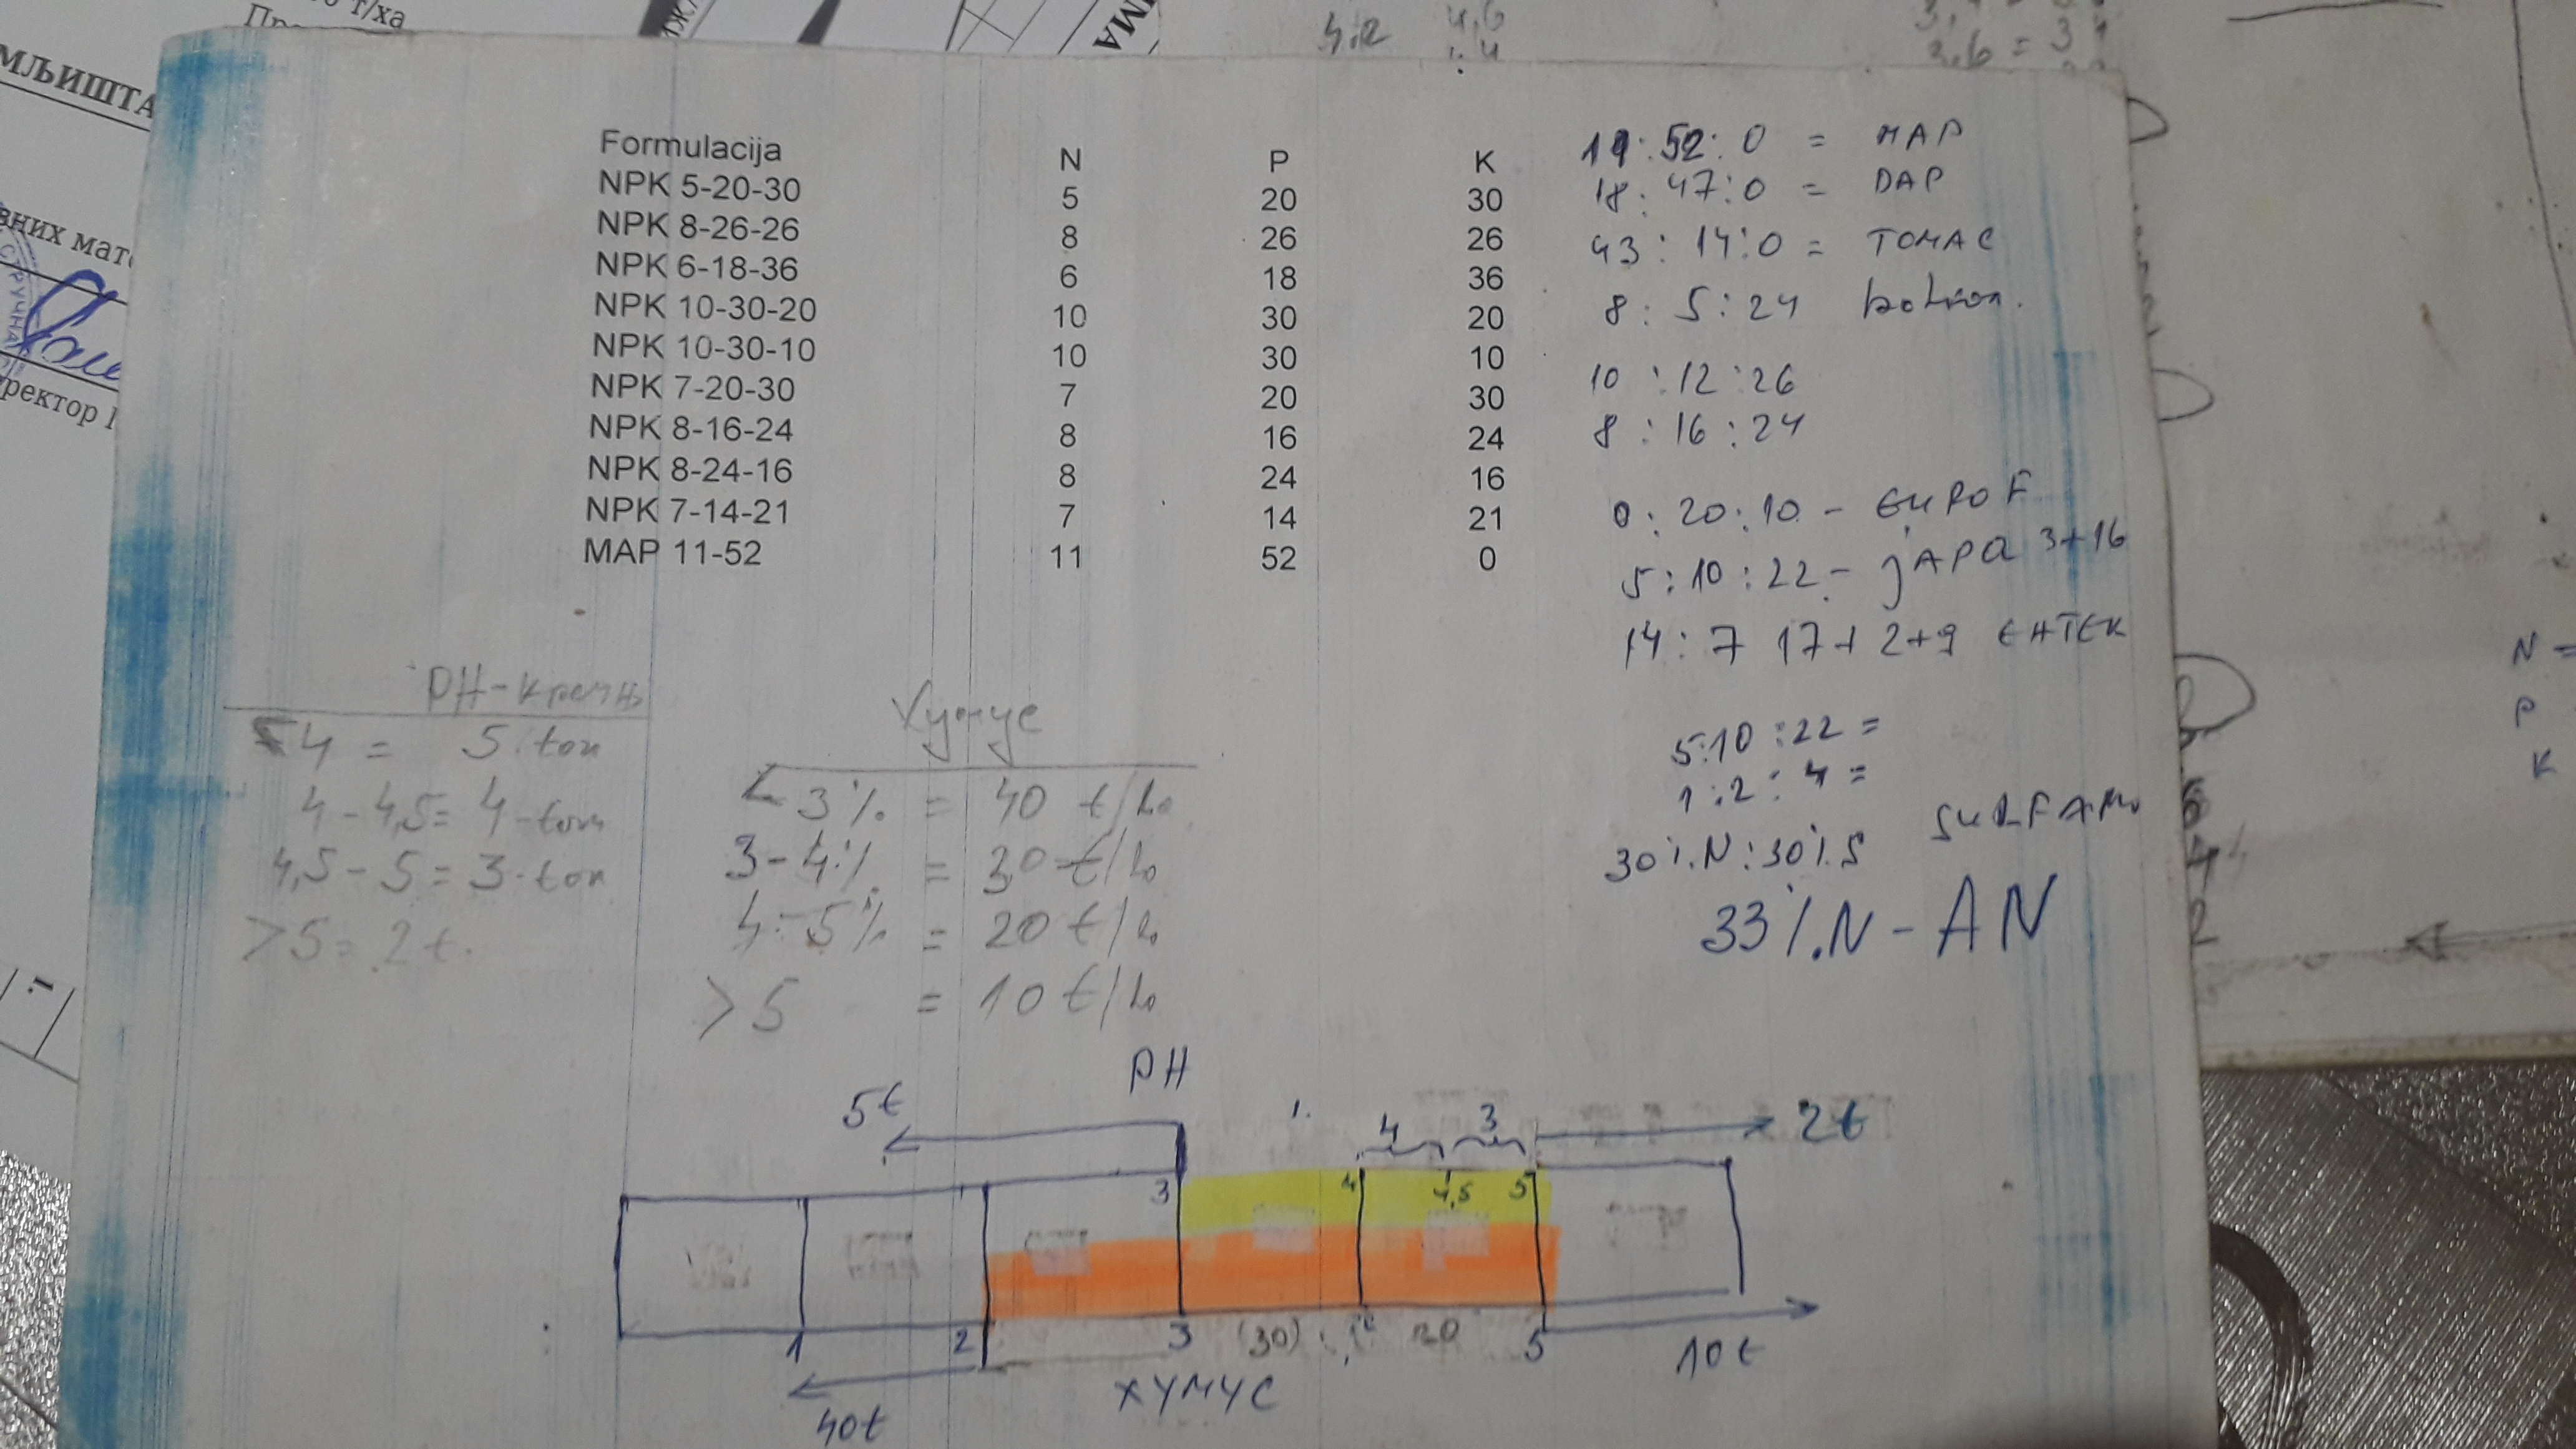 т/ха
МЉИШТА
ИМА
4,2 4,6
3,6 = 3
вних мат
СТРУЧНА
ректор
Formulacija N P K
NPK 5-20-30 5 20 30
NPK 8-26-26 8 26 26
NPK 6-18-36 6 18 36
NPK 10-30-20 10 30 20
NPK 10-30-10 10 30 10
NPK 7-20-30 7 20 30
NPK 8-16-24 8 16 24
NPK 8-24-16 8 24 16
NPK 7-14-21 7 14 21
MAP 11-52 11 52 0
11:52:0 = MAP
18:47:0 = DAP
43:14:0 = TOMAC
8:5:24
10:12:26
8:16:24
0:20:10 - EUROF
5:10:22 - јАРА 3+16
14:7 17+2+9 ЕНТЕК
5:10:22 =
1:2:4 =
30%N:30%S SULFAMO
33%N - AN
PH-кречњ
<4 = 5 ton
4-4,5 = 4 ton
4,5-5 = 3 ton
>5 = 2t.
Хумус
<3% = 40 t/ha
3-4% = 30 t/ha
4-5% = 20 t/ha
>5 = 10 t/ha
PH
5t 4 3 2t
3 4 4,5 5
1 2 3 (30) 20 5
40t ХУМУС 10t
N =
P
K